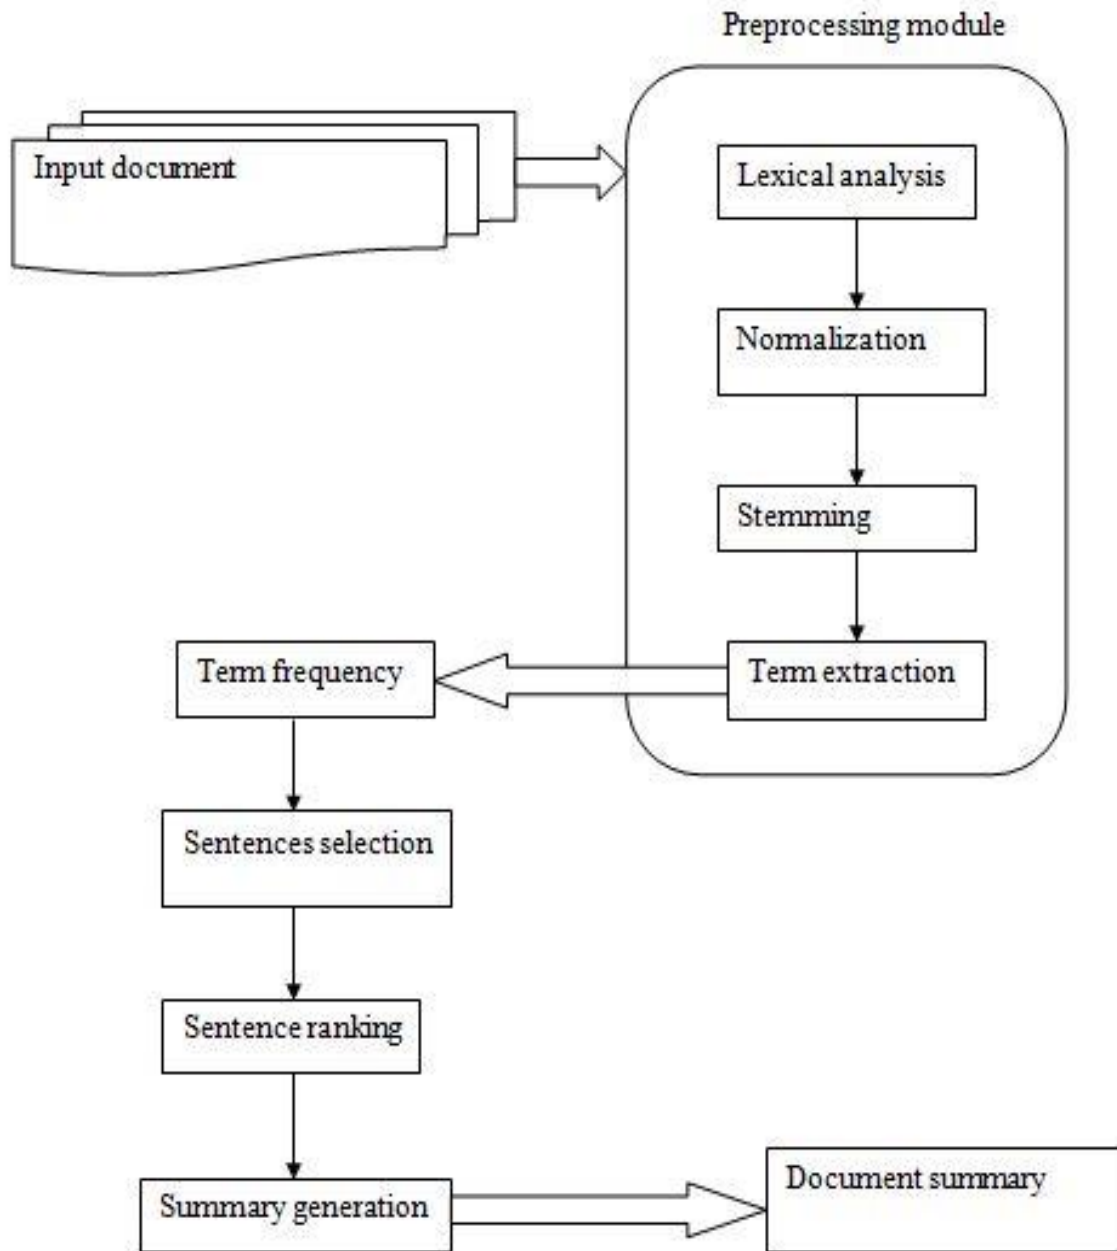 Preprocessing module
Input document
Lexical analysis
Normalization
Stemming
Term extraction
Term frequency
Sentences selection
Sentence ranking
Summary generation
Document summary